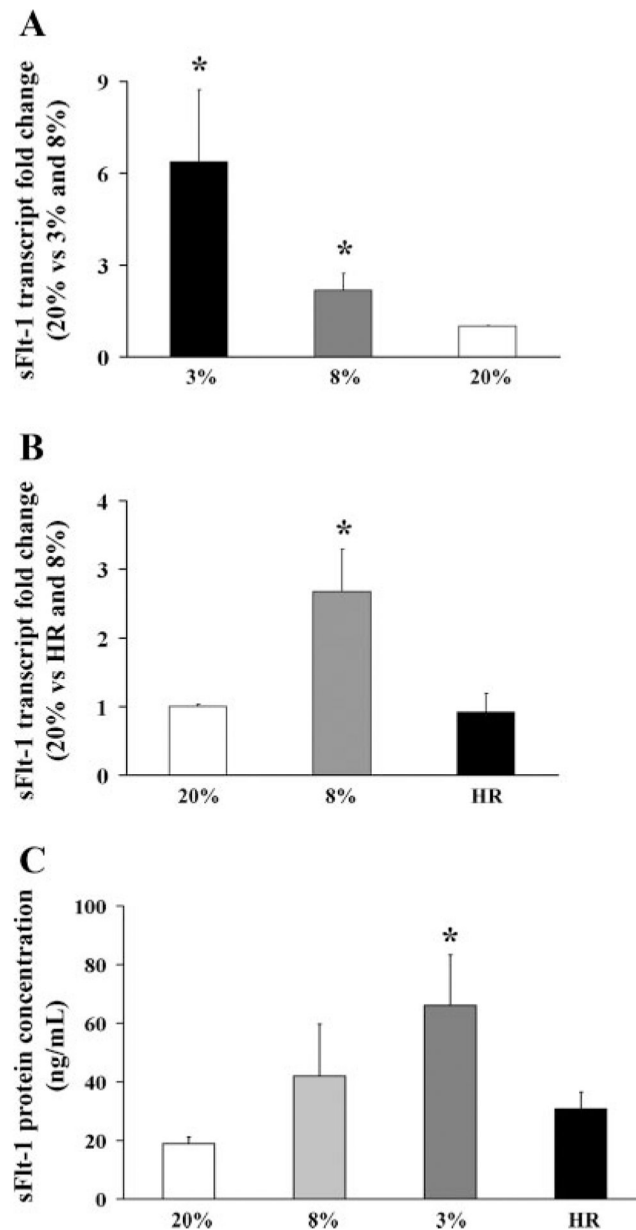 A
sFlt-1 transcript fold change
(20% vs 3% and 8%)
9
6
3
0
*
*
3% 8% 20%
B
sFlt-1 transcript fold change
(20% vs HR and 8%)
4
3
2
1
0
*
20% 8% HR
C
sFlt-1 protein concentration
(ng/mL)
100
80
60
40
20
0
*
20% 8% 3% HR